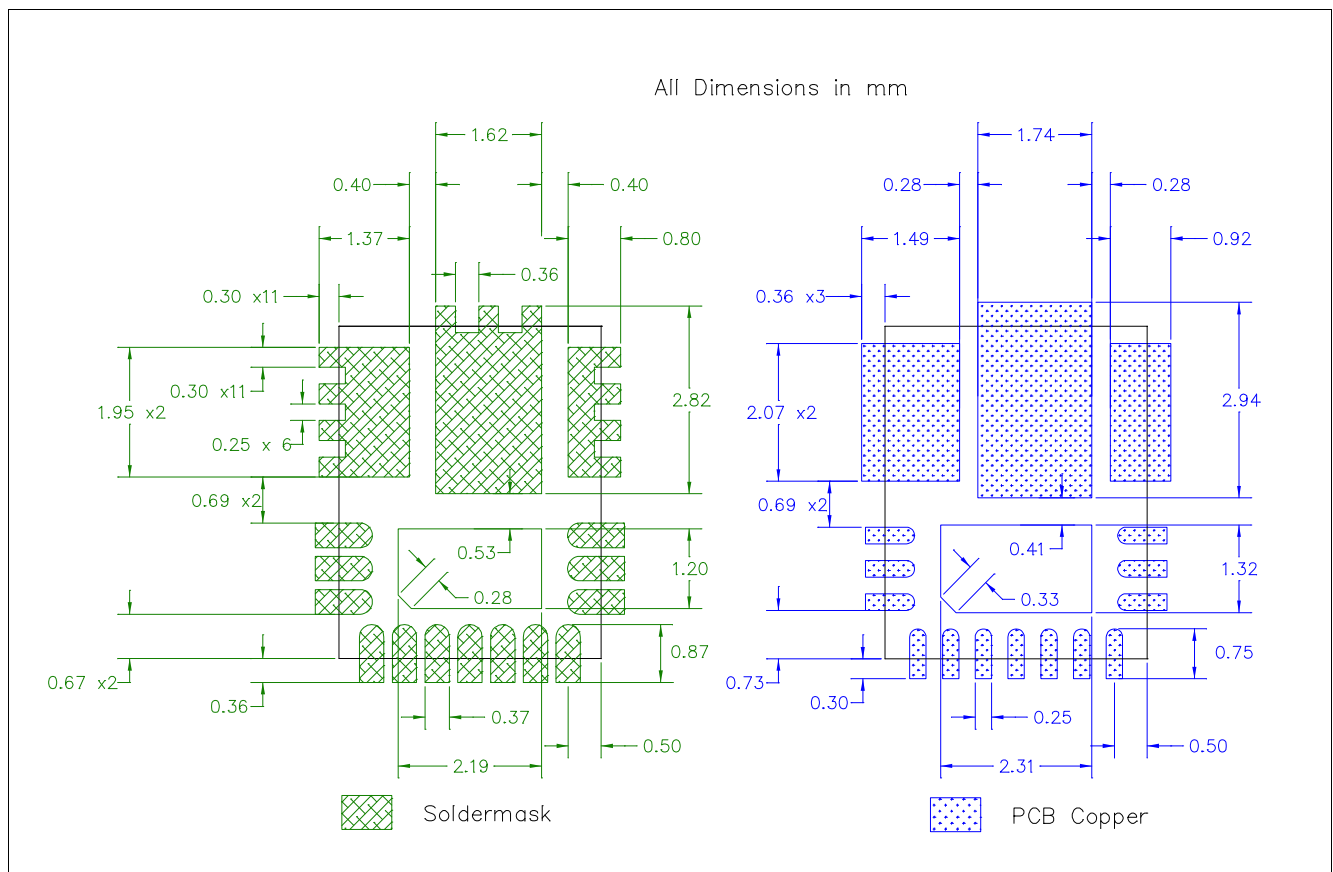 All Dimensions in mm
1.62
1.74
0.40
0.40
0.28
0.28
1.37
0.80
1.49
0.92
0.36
0.30 x11
0.36 x3
0.30 x11
1.95 x2
2.82
2.07 x2
2.94
0.25 x 6
0.69 x2
0.69 x2
0.53
1.20
0.41
1.32
0.28
0.33
0.87
0.75
0.67 x2
0.36
0.73
0.30
0.37
0.25
0.50
0.50
2.19
2.31
Soldermask
PCB Copper